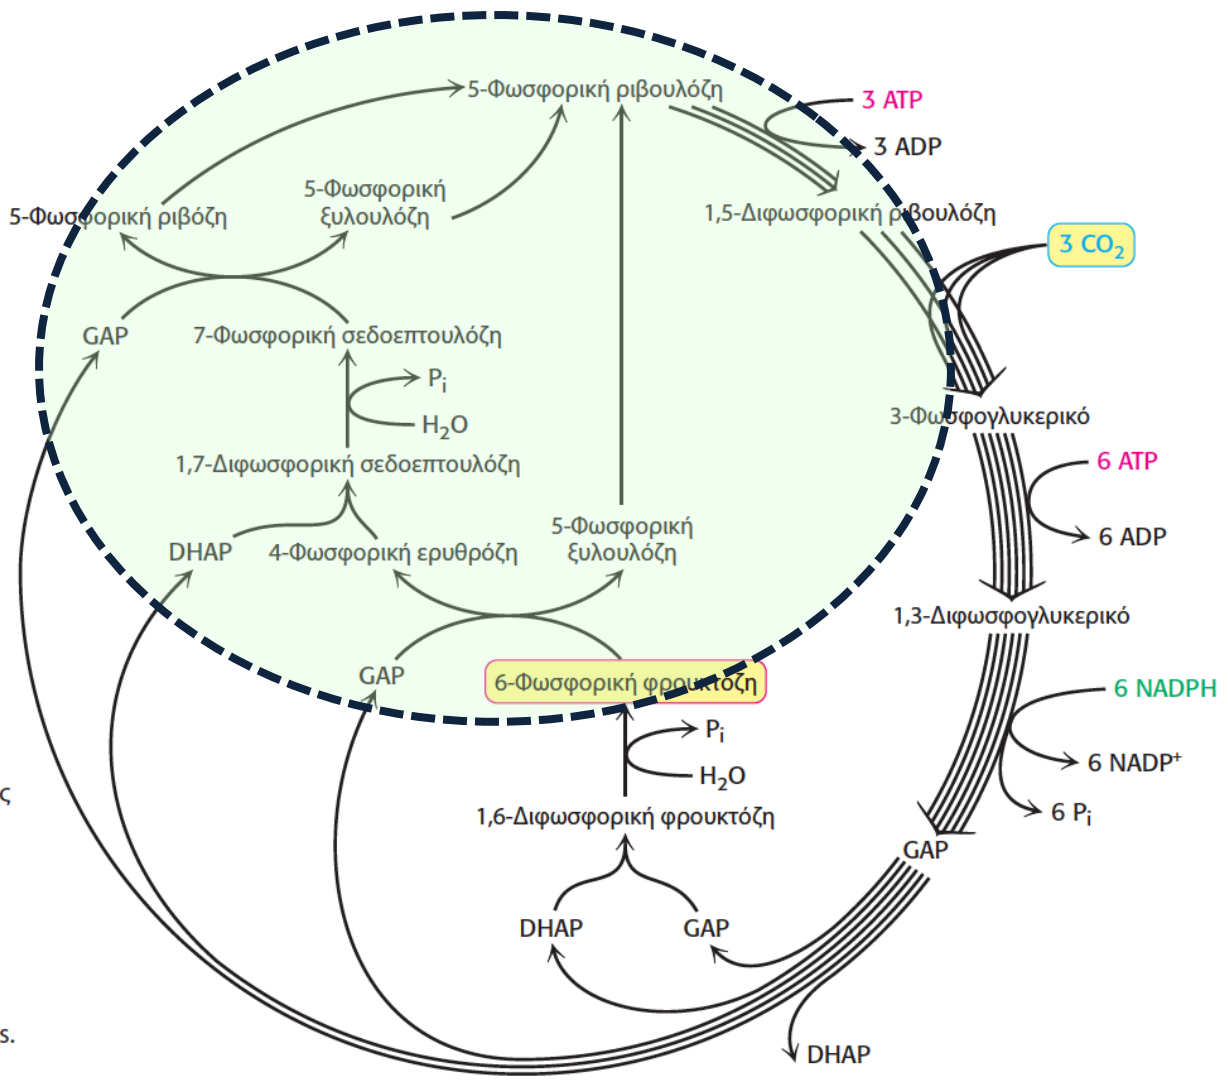 5-Φωσφορική ριβουλόζη
3 ATP
3 ADP
5-Φωσφορική
ξυλουλόζη
5-Φωσφορική ριβόζη
1,5-Διφωσφορική ριβουλόζη
3 CO₂
GAP
7-Φωσφορική σεδοεπτουλόζη
Pᵢ
H₂O
3-Φωσφογλυκερικό
1,7-Διφωσφορική σεδοεπτουλόζη
6 ATP
6 ADP
5-Φωσφορική
ξυλουλόζη
DHAP
4-Φωσφορική ερυθρόζη
1,3-Διφωσφογλυκερικό
GAP
6-Φωσφορική φρουκτόζη
6 NADPH
Pᵢ
H₂O
6 NADP⁺
ς
6 Pᵢ
1,6-Διφωσφορική φρουκτόζη
GAP
DHAP
GAP
s.
DHAP